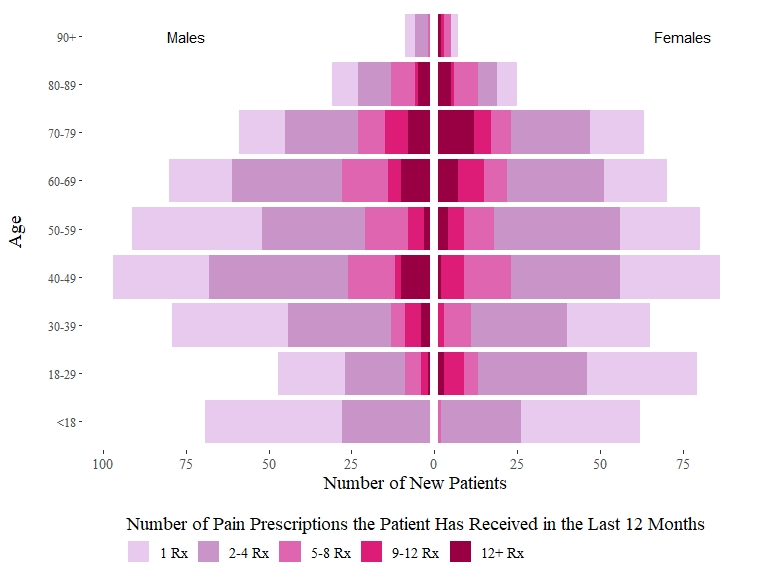 90+
Males
Females
80-89
70-79
60-69
50-59
40-49
30-39
18-29
<18
Age
100 75 50 25 0 25 50 75
Number of New Patients
Number of Pain Prescriptions the Patient Has Received in the Last 12 Months
1 Rx 2-4 Rx 5-8 Rx 9-12 Rx 12+ Rx